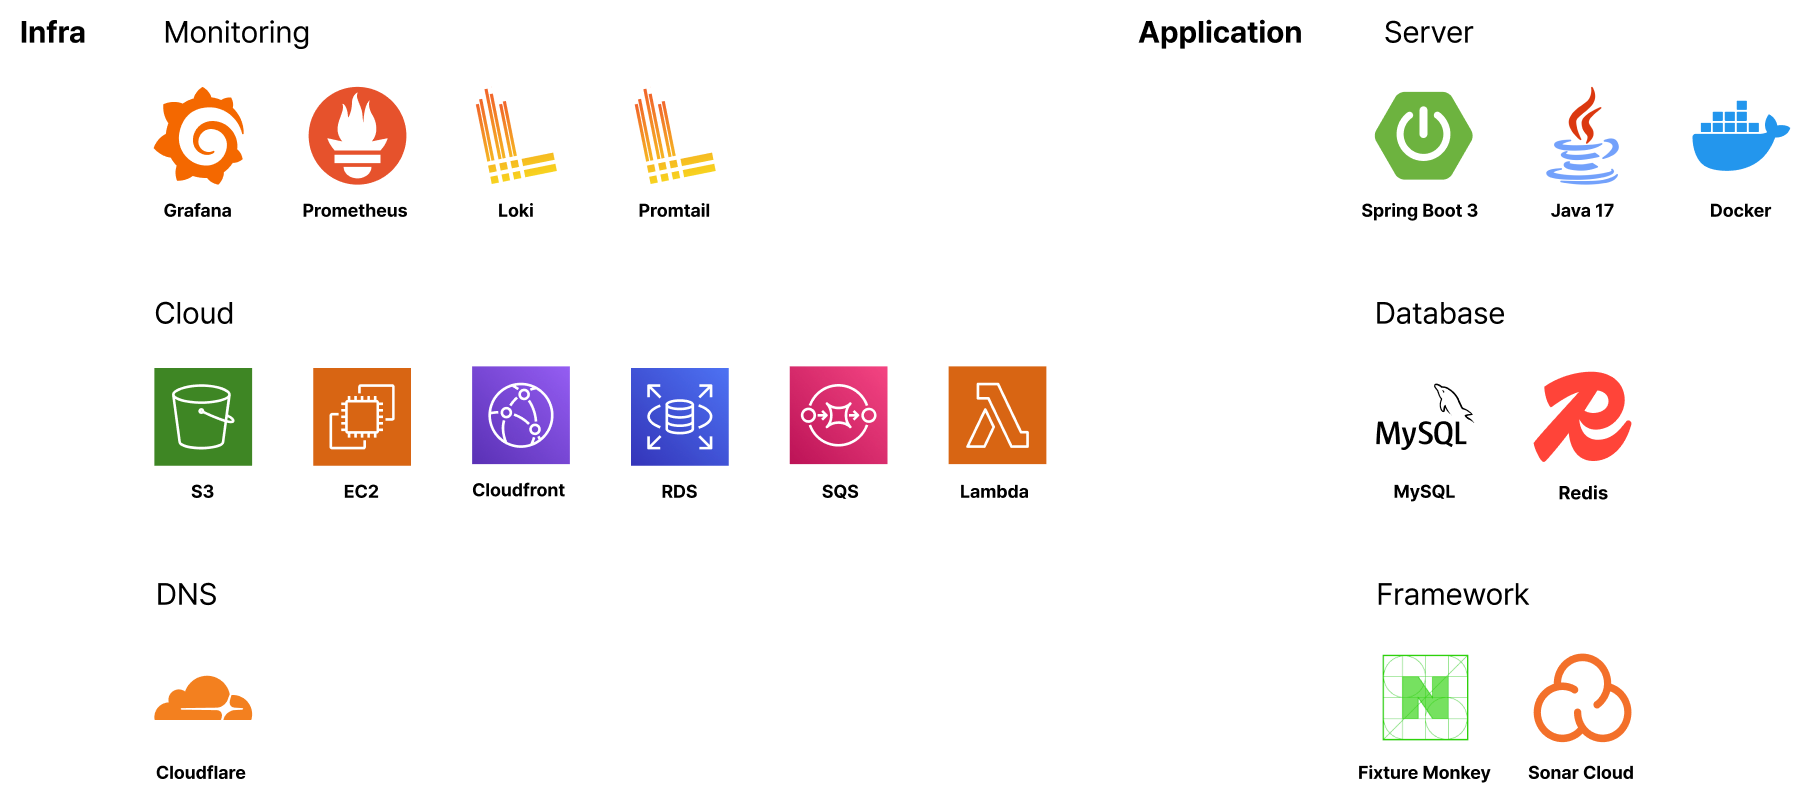 Infra
Monitoring
Grafana
Prometheus
Loki
Promtail
Cloud
S3
EC2
Cloudfront
RDS
SQS
Lambda
DNS
Cloudflare
Application
Server
Spring Boot 3
Java 17
Docker
Database
MySQL
MySQL
Redis
Framework
N
Fixture Monkey
Sonar Cloud